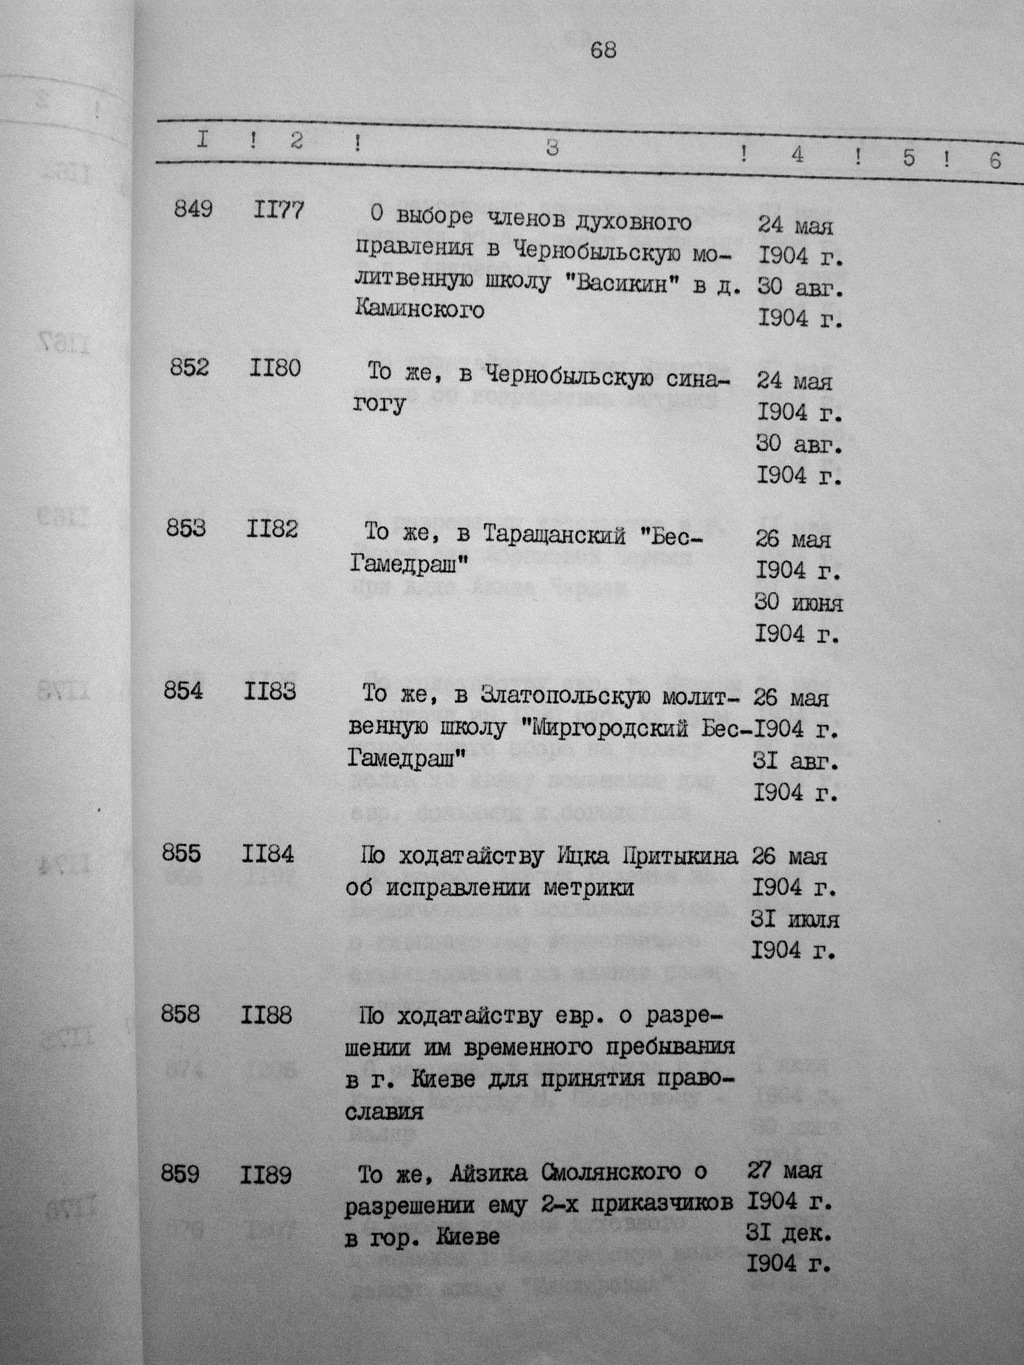 68
I ! 2 ! 3 ! 4 ! 5 ! 6
849 II77 О выборе членов духовного 24 мая
правления в Чернобыльскую мо- I904 г.
литвенную школу "Васикин" в д. 30 авг.
Каминского I904 г.
852 II80 То же, в Чернобыльскую сина- 24 мая
гогу I904 г.
30 авг.
I904 г.
853 II82 То же, в Таращанский "Бес- 26 мая
Гамедраш" I904 г.
30 июня
I904 г.
854 II83 То же, в Златопольскую молит- 26 мая
венную школу "Миргородский Бес- I904 г.
Гамедраш" 3I авг.
I904 г.
855 II84 По ходатайству Ицка Притыкина 26 мая
об исправлении метрики I904 г.
3I июля
I904 г.
858 II88 По ходатайству евр. о разре-
шении им временного пребывания
в г. Киеве для принятия право-
славия
859 II89 То же, Айзика Смолянского о 27 мая
разрешении ему 2-х приказчиков I904 г.
в гор. Киеве 3I дек.
I904 г.